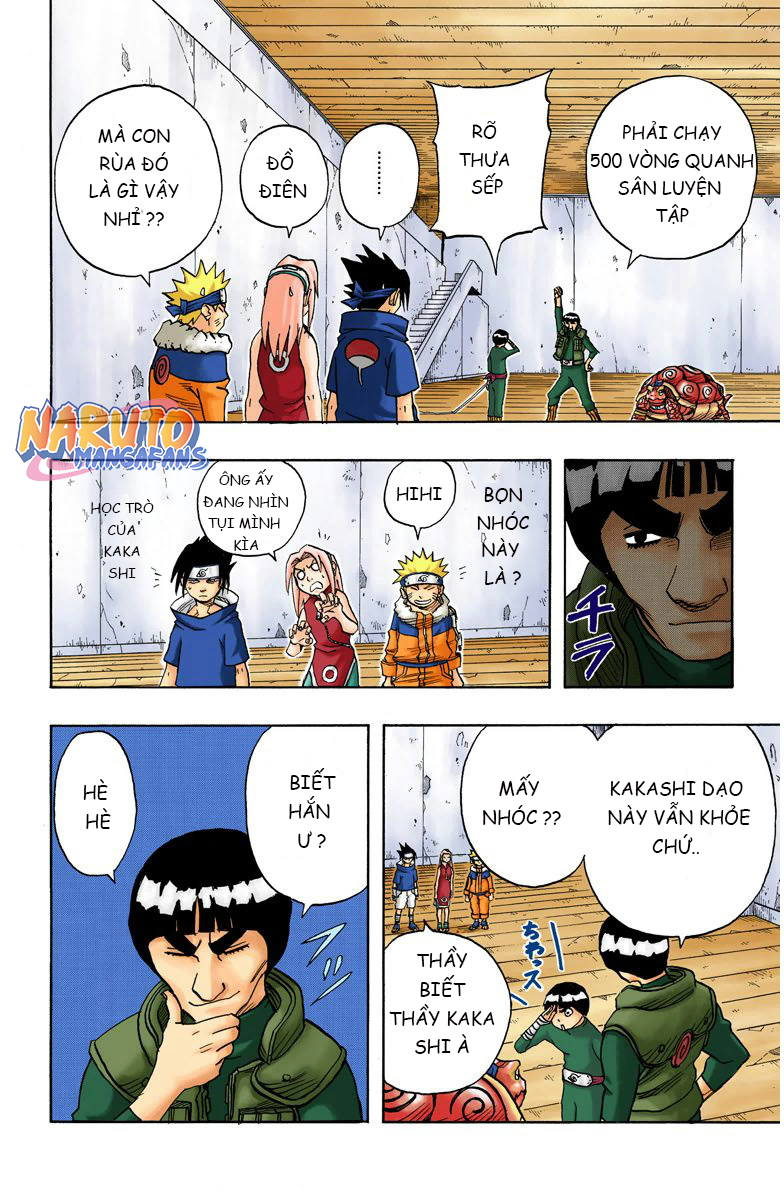 PHẢI CHẠY
500 VÒNG QUANH
SÂN LUYỆN
TẬP
RÕ
THƯA
SẾP
......
ĐỒ
ĐIÊN
MÀ CON
RÙA ĐÓ
LÀ GÌ VẬY
NHỈ ??
NARUTO
MANGAFANS
チラ
BỌN
NHÓC
NÀY
LÀ ?
HIHI
ÔNG ẤY
ĐANG NHÌN
TỤI MÌNH
KÌA
HỌC TRÒ
CỦA
KAKA
SHI
KAKASHI DẠO
NÀY VẪN KHỎE
CHỨ..
MẤY
NHÓC ??
ちわっス
THẦY
BIẾT
THẦY KAKA
SHI À
BIẾT
HẮN
Ư ?
HÈ
HÈ